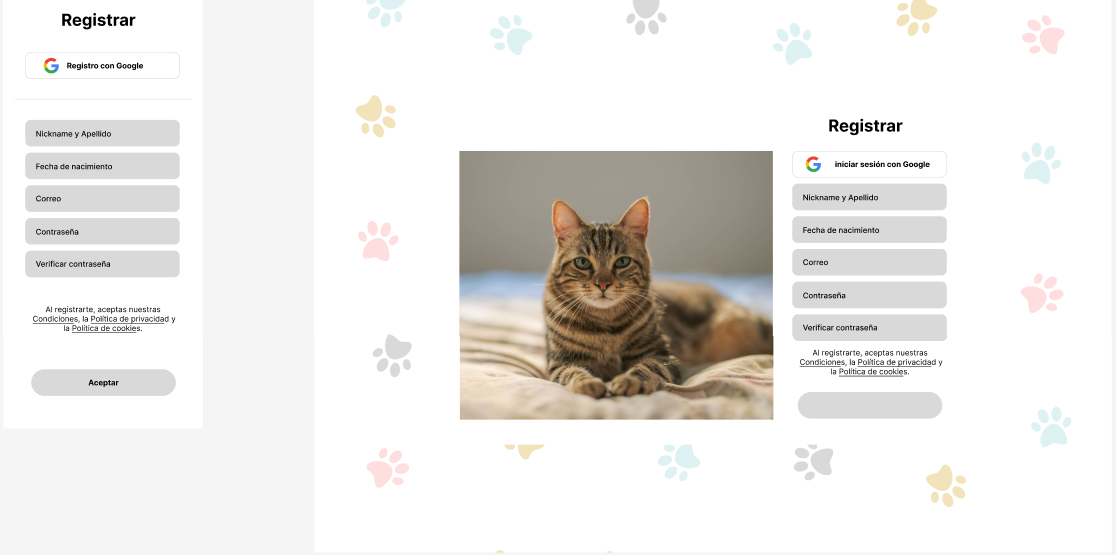 Registrar
Registro con Google
Nickname y Apellido
Fecha de nacimiento
Correo
Contraseña
Verificar contraseña
Al registrarte, aceptas nuestras
Condiciones, la Política de privacidad y
la Política de cookies.
Aceptar
Registrar
iniciar sesión con Google
Nickname y Apellido
Fecha de nacimiento
Correo
Contraseña
Verificar contraseña
Al registrarte, aceptas nuestras
Condiciones, la Política de privacidad y
la Política de cookies.